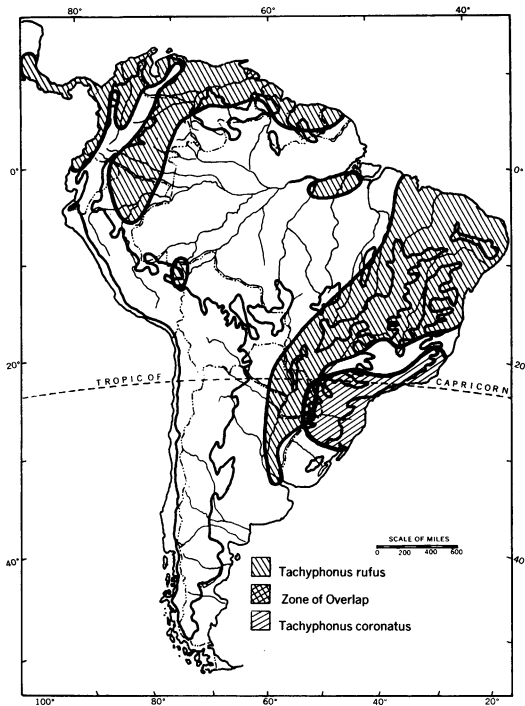 80° 60° 40° 20°
0° 0°
20° 20°
TROPIC OF CAPRICORN
SCALE OF MILES
0 200 400 600
40° 40°
Tachyphonus rufus
Zone of Overlap
Tachyphonus coronatus
100° 80° 60° 40° 20